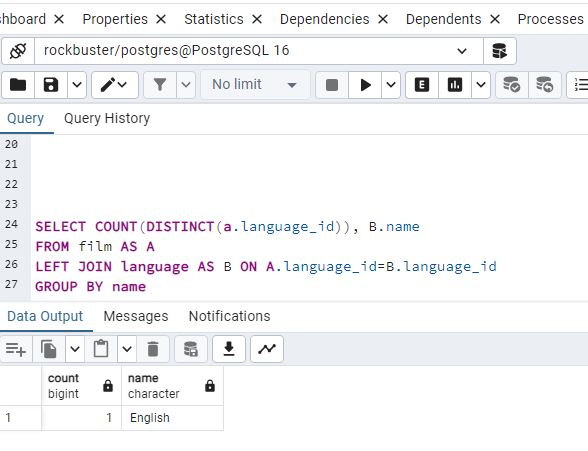 hboard Properties Statistics Dependencies Dependents Processes
rockbuster/postgres@PostgreSQL 16
No limit E
Query Query History
20
21
22
23
24 SELECT COUNT(DISTINCT(a.language_id)), B.name
25 FROM film AS A
26 LEFT JOIN language AS B ON A.language_id=B.language_id
27 GROUP BY name
Data Output Messages Notifications
count name
bigint character
1 1 English